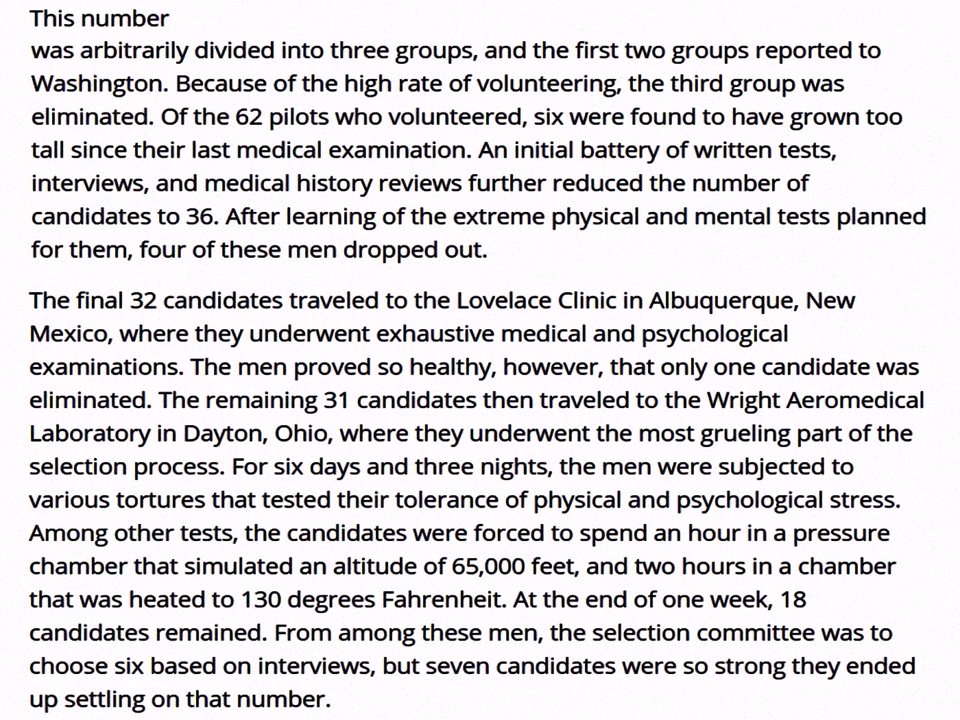 This number
was arbitrarily divided into three groups, and the first two groups reported to
Washington. Because of the high rate of volunteering, the third group was
eliminated. Of the 62 pilots who volunteered, six were found to have grown too
tall since their last medical examination. An initial battery of written tests,
interviews, and medical history reviews further reduced the number of
candidates to 36. After learning of the extreme physical and mental tests planned
for them, four of these men dropped out.
The final 32 candidates traveled to the Lovelace Clinic in Albuquerque, New
Mexico, where they underwent exhaustive medical and psychological
examinations. The men proved so healthy, however, that only one candidate was
eliminated. The remaining 31 candidates then traveled to the Wright Aeromedical
Laboratory in Dayton, Ohio, where they underwent the most grueling part of the
selection process. For six days and three nights, the men were subjected to
various tortures that tested their tolerance of physical and psychological stress.
Among other tests, the candidates were forced to spend an hour in a pressure
chamber that simulated an altitude of 65,000 feet, and two hours in a chamber
that was heated to 130 degrees Fahrenheit. At the end of one week, 18
candidates remained. From among these men, the selection committee was to
choose six based on interviews, but seven candidates were so strong they ended
up settling on that number.